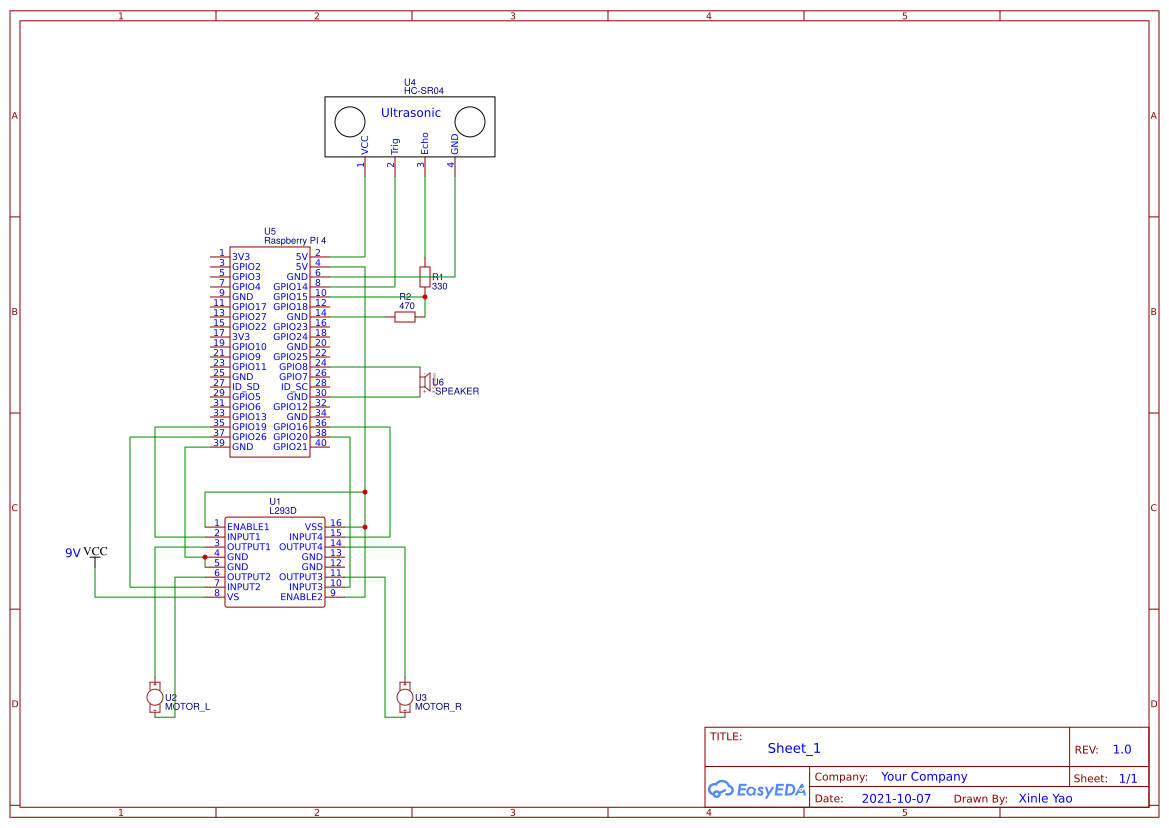 1 2 3 4 5
A A
B B
C C
D D
U4
HC-SR04
Ultrasonic
VCC Trig Echo GND
1 2 3 4
U5
Raspberry PI 4
1 3V3 5V 2
3 GPIO2 5V 4
5 GPIO3 GND 6
7 GPIO4 GPIO14 8
9 GND GPIO15 10
11 GPIO17 GPIO18 12
13 GPIO27 GND 14
15 GPIO22 GPIO23 16
17 3V3 GPIO24 18
19 GPIO10 GND 20
21 GPIO9 GPIO25 22
23 GPIO11 GPIO8 24
25 GND GPIO7 26
27 ID_SD ID_SC 28
29 GPIO5 GND 30
31 GPIO6 GPIO12 32
33 GPIO13 GND 34
35 GPIO19 GPIO16 36
37 GPIO26 GPIO20 38
39 GND GPIO21 40
R1
330
R2
470
U6
-SPEAKER
U1
L293D
1 ENABLE1 VSS 16
2 INPUT1 INPUT4 15
3 OUTPUT1 OUTPUT4 14
4 GND GND 13
5 GND GND 12
6 OUTPUT2 OUTPUT3 11
7 INPUT2 INPUT3 10
8 VS ENABLE2 9
9V VCC
U2
MOTOR_L
U3
MOTOR_R
TITLE:
Sheet_1
REV: 1.0
EasyEDA
Company: Your Company
Sheet: 1/1
Date: 2021-10-07 Drawn By: Xinle Yao
1 2 3 4 5